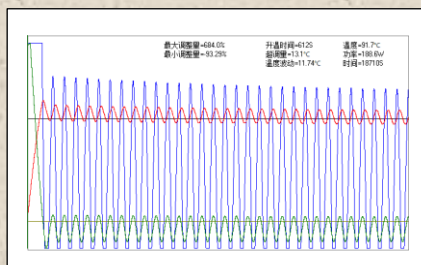 最大调整量=684.0% 升温时间=612S 温度=91.7℃
最小调整量=-93.29% 超调量=13.1℃ 功率=188.6W
温度波动=11.74℃ 时间=18710S